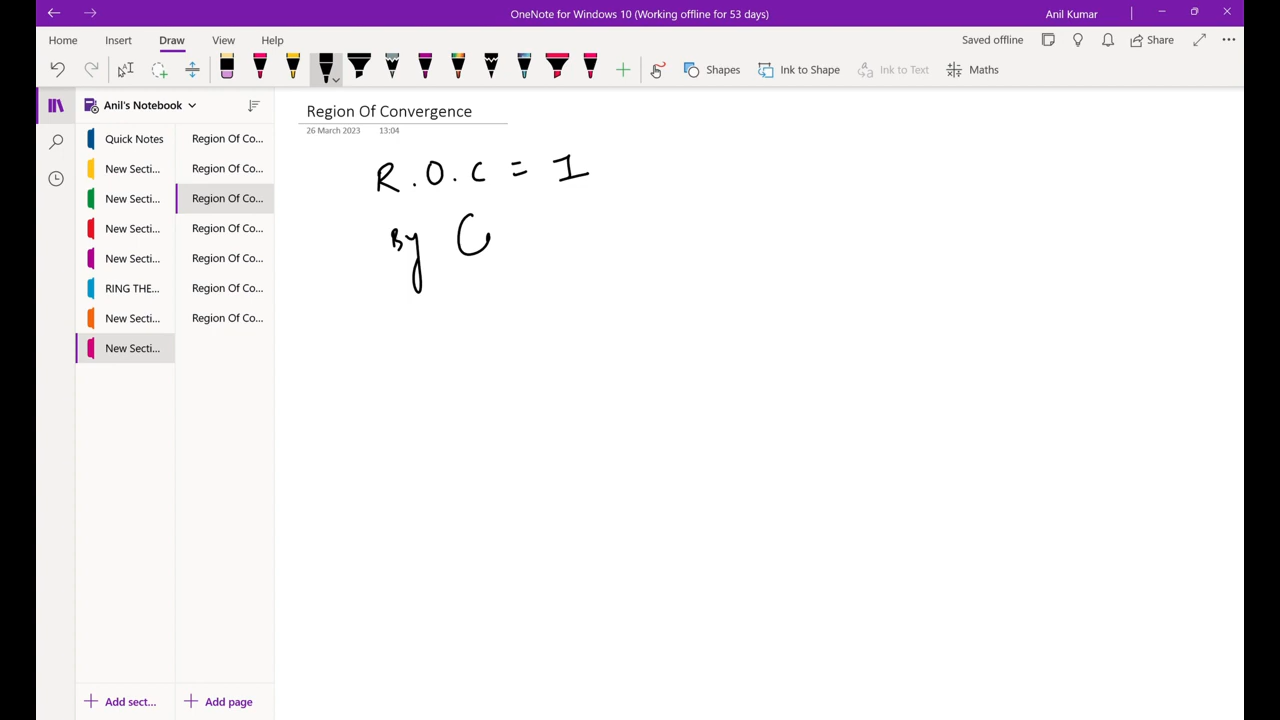 OneNote for Windows 10 (Working offline for 53 days)
Anil Kumar
Home Insert Draw View Help
Saved offline
Share
Shapes
Ink to Shape
Ink to Text
Maths
Anil's Notebook
Quick Notes
New Secti...
New Secti...
New Secti...
New Secti...
RING THE...
New Secti...
New Secti...
Add sect...
Region Of Co...
Region Of Co...
Region Of Co...
Region Of Co...
Region Of Co...
Region Of Co...
Region Of Co...
Add page
Region Of Convergence
26 March 2023 13:04
R.O.C = 1
By C